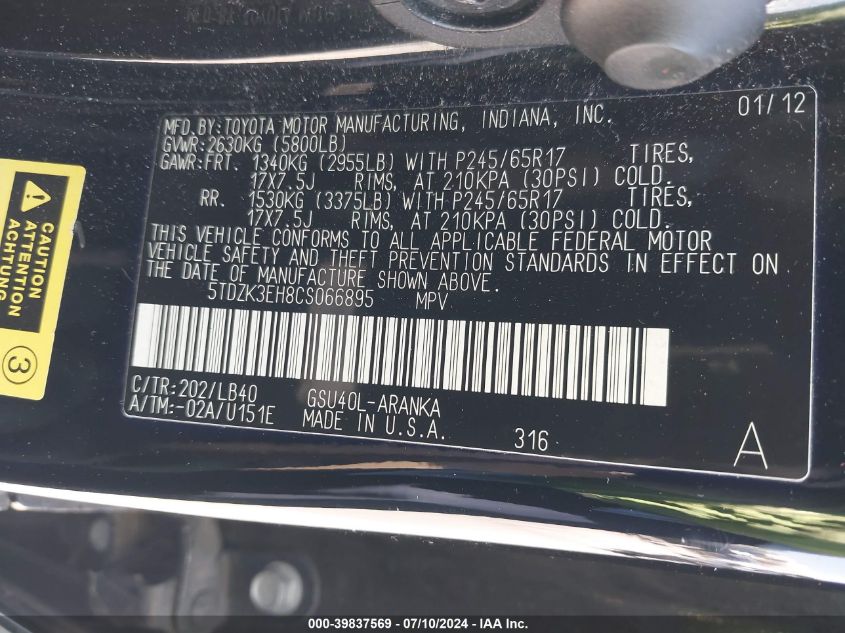 MFD.BY:TOYOTA MOTOR MANUFACTURING, INDIANA, INC. 01/12
GVWR:2630KG (5800LB)
GAWR:FRT. 1340KG (2955LB) WITH P245/65R17 TIRES,
17X7.5J RIMS, AT 210KPA (30PSI) COLD.
RR. 1530KG (3375LB) WITH P245/65R17 TIRES,
17X7.5J RIMS, AT 210KPA (30PSI) COLD.
THIS VEHICLE CONFORMS TO ALL APPLICABLE FEDERAL MOTOR
VEHICLE SAFETY AND THEFT PREVENTION STANDARDS IN EFFECT ON
THE DATE OF MANUFACTURE SHOWN ABOVE.
5TDZK3EH8CS066895 MPV
C/TR:202/LB40 GSU40L-ARANKA
A/TM:-02A/U151E MADE IN U.S.A. 316 A
CAUTION
ATTENTION
ACHTUNG
3
000-39837569 - 07/10/2024 - IAA Inc.